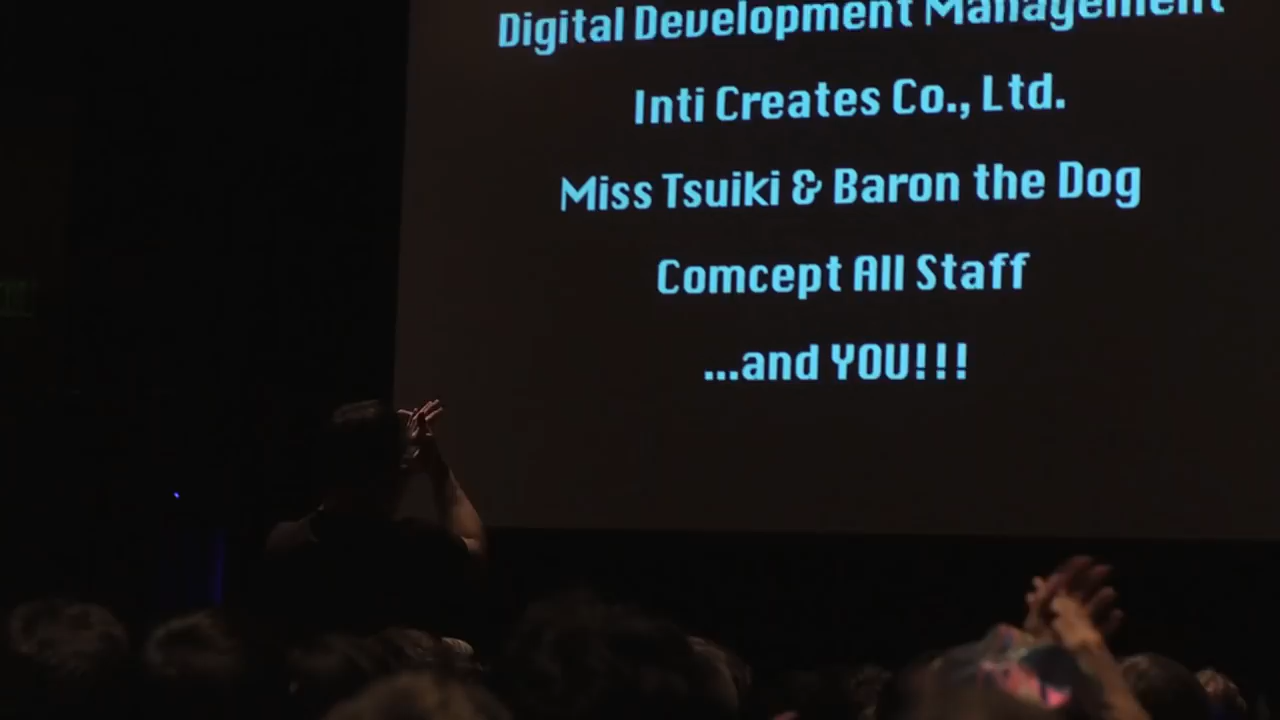 Digital Development Management
Inti Creates Co., Ltd.
Miss Tsuiki & Baron the Dog
Comcept All Staff
...and YOU!!!